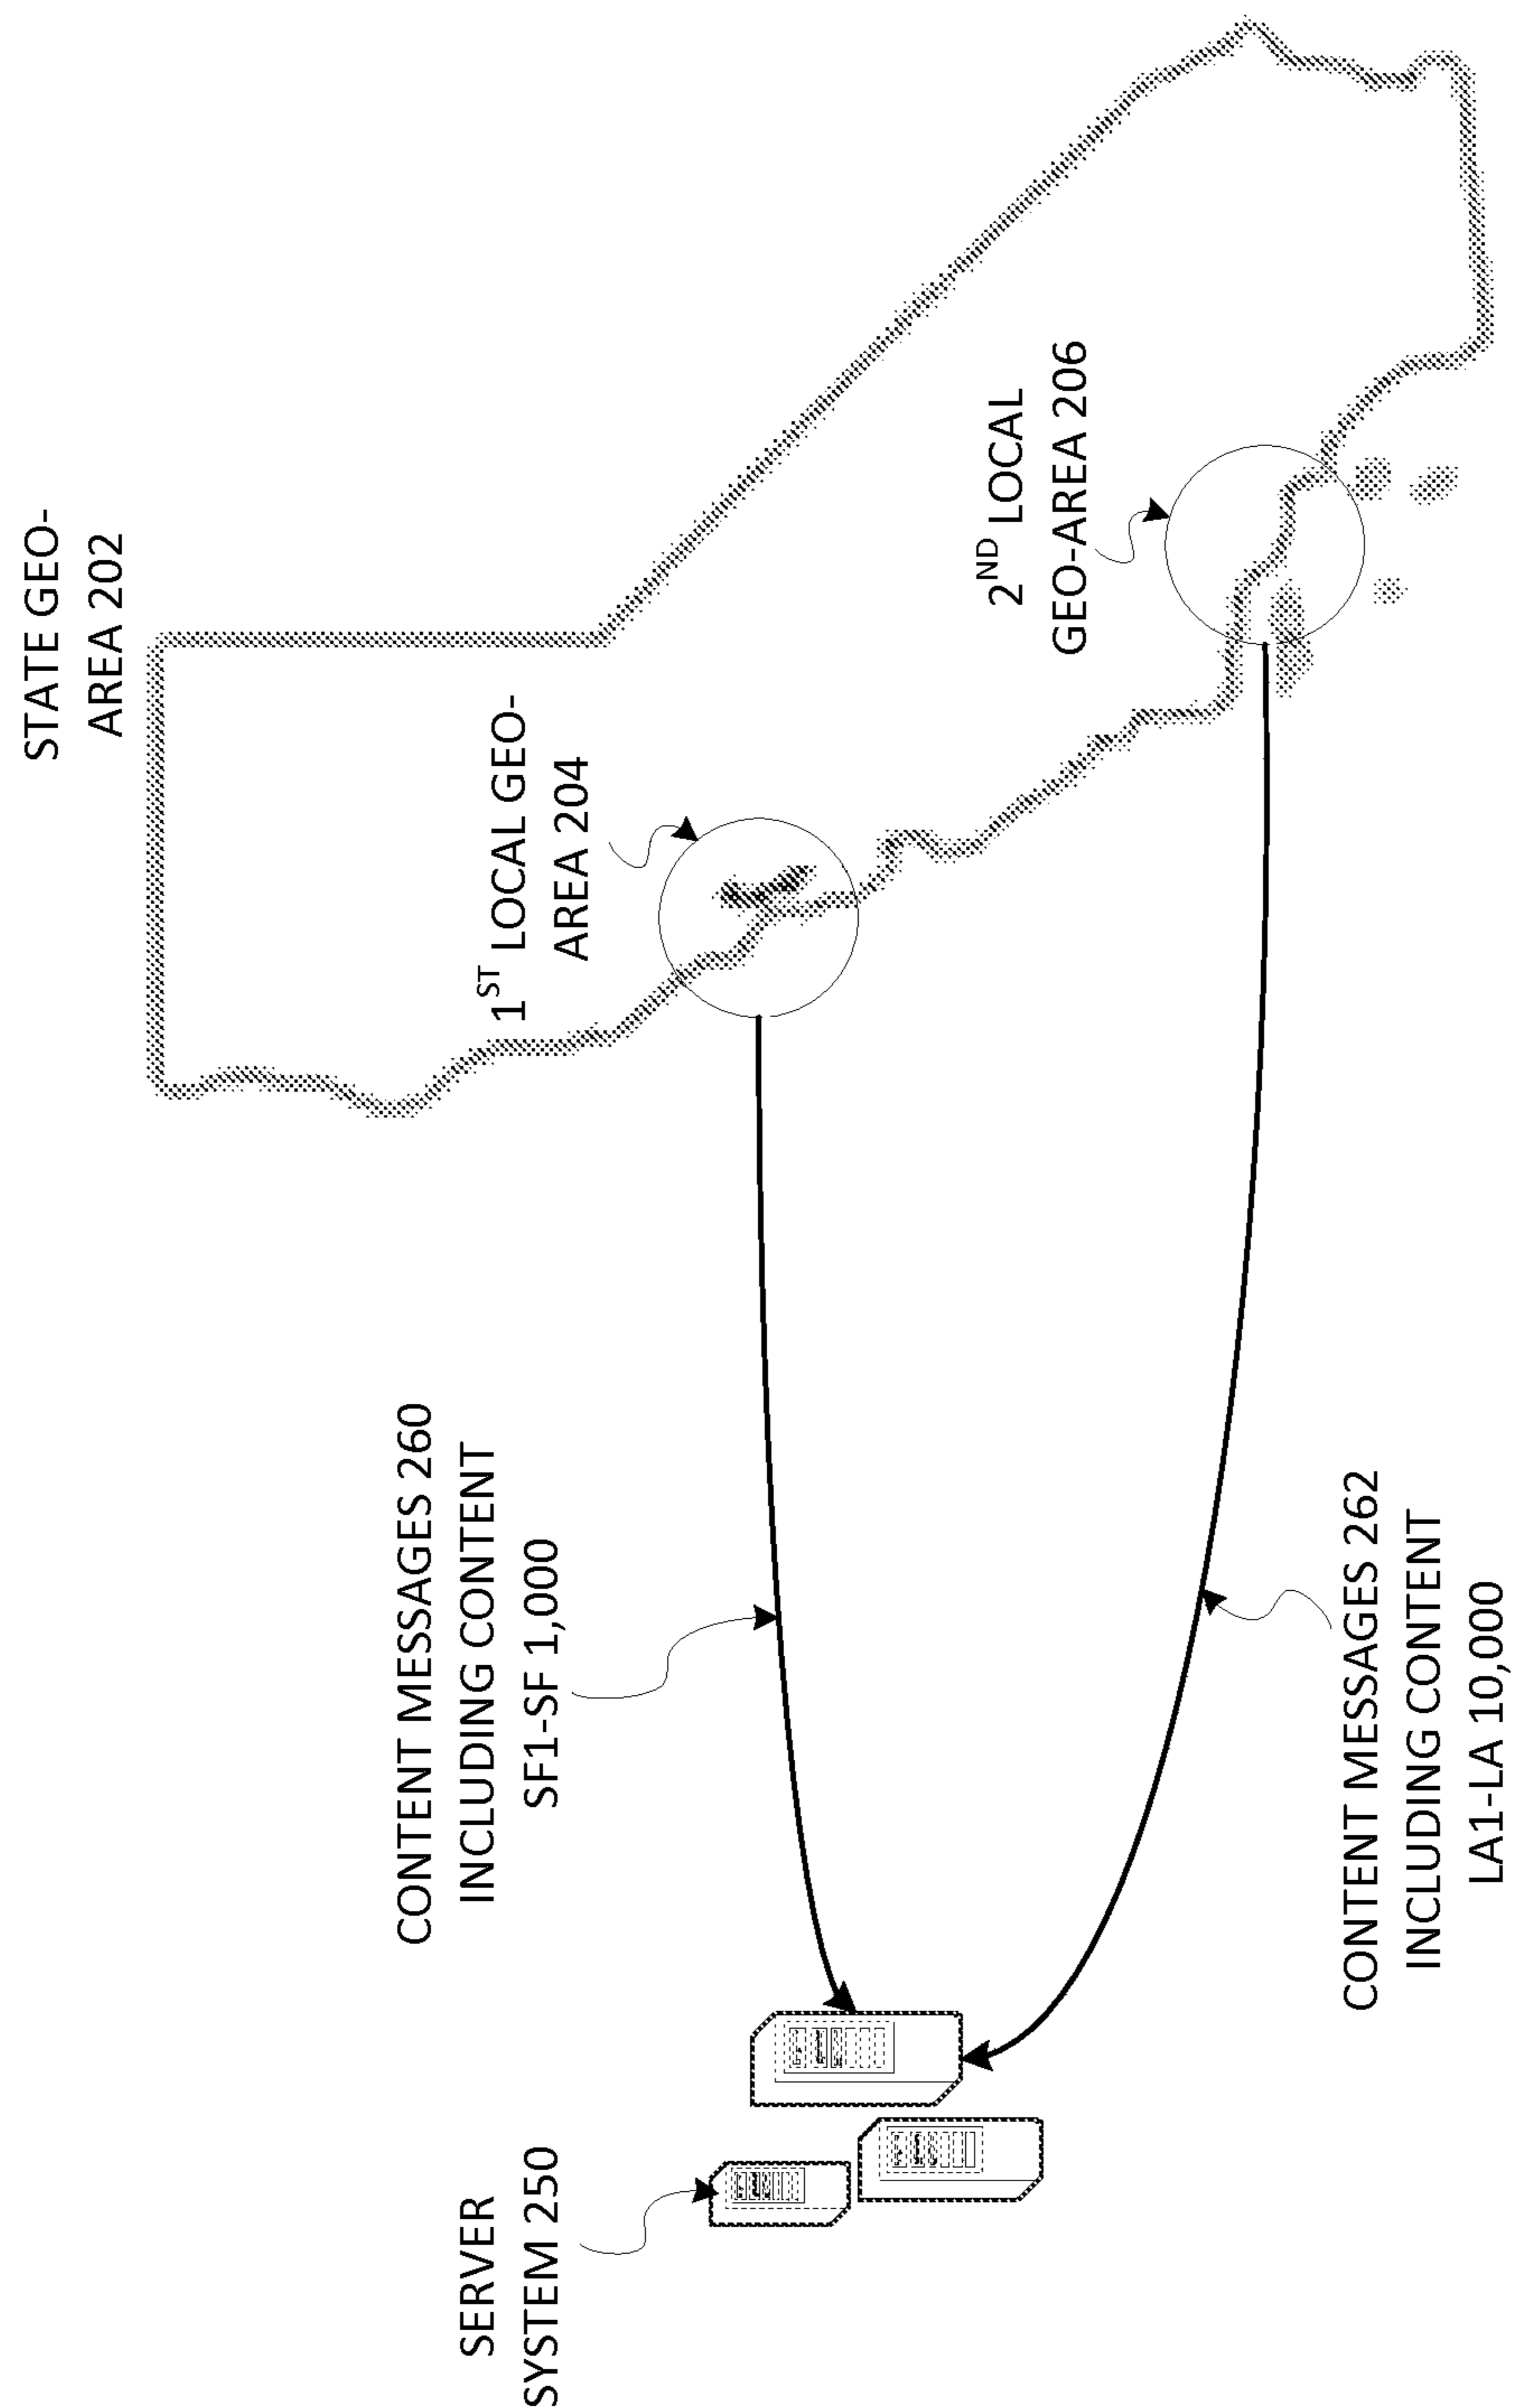 STATE GEO-
AREA 202
1ST LOCAL GEO-
AREA 204
2ND LOCAL
GEO-AREA 206
CONTENT MESSAGES 260
INCLUDING CONTENT
SF1-SF 1,000
CONTENT MESSAGES 262
INCLUDING CONTENT
LA1-LA 10,000
SERVER
SYSTEM 250